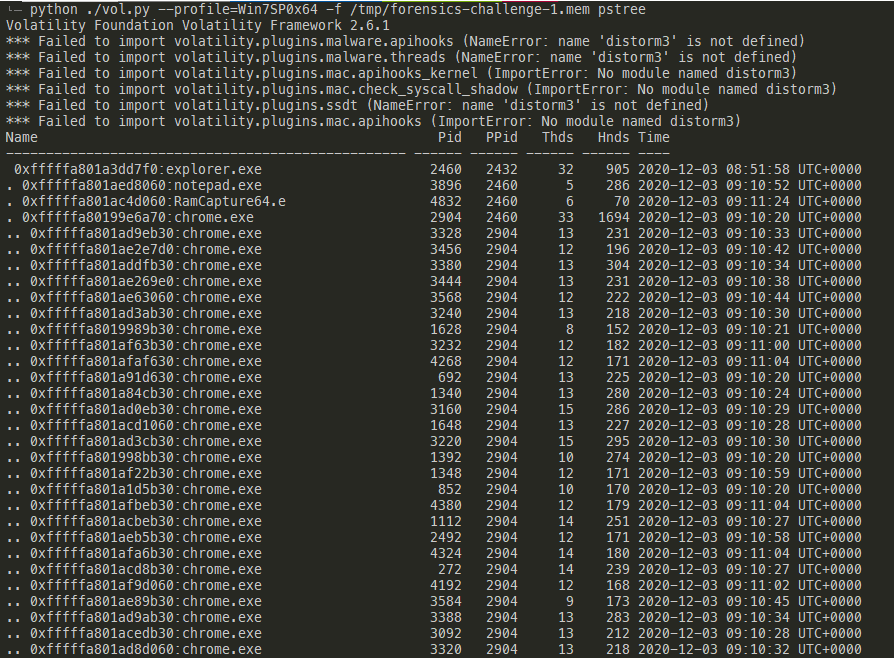 python ./vol.py --profile=Win7SP0x64 -f /tmp/forensics-challenge-1.mem pstree
Volatility Foundation Volatility Framework 2.6.1
*** Failed to import volatility.plugins.malware.apihooks (NameError: name 'distorm3' is not defined)
*** Failed to import volatility.plugins.malware.threads (NameError: name 'distorm3' is not defined)
*** Failed to import volatility.plugins.mac.apihooks_kernel (ImportError: No module named distorm3)
*** Failed to import volatility.plugins.mac.check_syscall_shadow (ImportError: No module named distorm3)
*** Failed to import volatility.plugins.ssdt (NameError: name 'distorm3' is not defined)
*** Failed to import volatility.plugins.mac.apihooks (ImportError: No module named distorm3)
Name Pid PPid Thds Hnds Time
-------------------------------------------------- ------ ------ ------ ------ ----
0xfffffa801a3dd7f0:explorer.exe 2460 2432 32 905 2020-12-03 08:51:58 UTC+0000
. 0xfffffa801aed8060:notepad.exe 3896 2460 5 286 2020-12-03 09:10:52 UTC+0000
. 0xfffffa801ac4d060:RamCapture64.e 4832 2460 6 70 2020-12-03 09:11:24 UTC+0000
. 0xfffffa80199e6a70:chrome.exe 2904 2460 33 1694 2020-12-03 09:10:20 UTC+0000
.. 0xfffffa801ad9eb30:chrome.exe 3328 2904 13 231 2020-12-03 09:10:33 UTC+0000
.. 0xfffffa801ae2e7d0:chrome.exe 3456 2904 12 196 2020-12-03 09:10:42 UTC+0000
.. 0xfffffa801addfb30:chrome.exe 3380 2904 13 304 2020-12-03 09:10:34 UTC+0000
.. 0xfffffa801ae269e0:chrome.exe 3444 2904 13 231 2020-12-03 09:10:38 UTC+0000
.. 0xfffffa801ae63060:chrome.exe 3568 2904 12 222 2020-12-03 09:10:44 UTC+0000
.. 0xfffffa801ad3ab30:chrome.exe 3240 2904 13 218 2020-12-03 09:10:30 UTC+0000
.. 0xfffffa8019989b30:chrome.exe 1628 2904 8 152 2020-12-03 09:10:21 UTC+0000
.. 0xfffffa801af63b30:chrome.exe 3232 2904 12 182 2020-12-03 09:11:00 UTC+0000
.. 0xfffffa801afaf630:chrome.exe 4268 2904 12 171 2020-12-03 09:11:04 UTC+0000
.. 0xfffffa801a91d630:chrome.exe 692 2904 13 225 2020-12-03 09:10:20 UTC+0000
.. 0xfffffa801a84cb30:chrome.exe 1340 2904 13 280 2020-12-03 09:10:24 UTC+0000
.. 0xfffffa801ad0eb30:chrome.exe 3160 2904 15 286 2020-12-03 09:10:29 UTC+0000
.. 0xfffffa801acd1060:chrome.exe 1648 2904 13 227 2020-12-03 09:10:28 UTC+0000
.. 0xfffffa801ad3cb30:chrome.exe 3220 2904 15 295 2020-12-03 09:10:30 UTC+0000
.. 0xfffffa801998bb30:chrome.exe 1392 2904 10 274 2020-12-03 09:10:20 UTC+0000
.. 0xfffffa801af22b30:chrome.exe 1348 2904 12 171 2020-12-03 09:10:59 UTC+0000
.. 0xfffffa801a1d5b30:chrome.exe 852 2904 10 170 2020-12-03 09:10:20 UTC+0000
.. 0xfffffa801afbeb30:chrome.exe 4380 2904 12 179 2020-12-03 09:11:04 UTC+0000
.. 0xfffffa801acbeb30:chrome.exe 1112 2904 14 251 2020-12-03 09:10:27 UTC+0000
.. 0xfffffa801aeb5b30:chrome.exe 2492 2904 12 171 2020-12-03 09:10:58 UTC+0000
.. 0xfffffa801afa6b30:chrome.exe 4324 2904 14 180 2020-12-03 09:11:04 UTC+0000
.. 0xfffffa801acd8b30:chrome.exe 272 2904 14 239 2020-12-03 09:10:27 UTC+0000
.. 0xfffffa801af9d060:chrome.exe 4192 2904 12 168 2020-12-03 09:11:02 UTC+0000
.. 0xfffffa801ae89b30:chrome.exe 3584 2904 9 173 2020-12-03 09:10:45 UTC+0000
.. 0xfffffa801ad9ab30:chrome.exe 3388 2904 13 283 2020-12-03 09:10:34 UTC+0000
.. 0xfffffa801acedb30:chrome.exe 3092 2904 13 212 2020-12-03 09:10:28 UTC+0000
.. 0xfffffa801ad8d060:chrome.exe 3320 2904 13 218 2020-12-03 09:10:32 UTC+0000